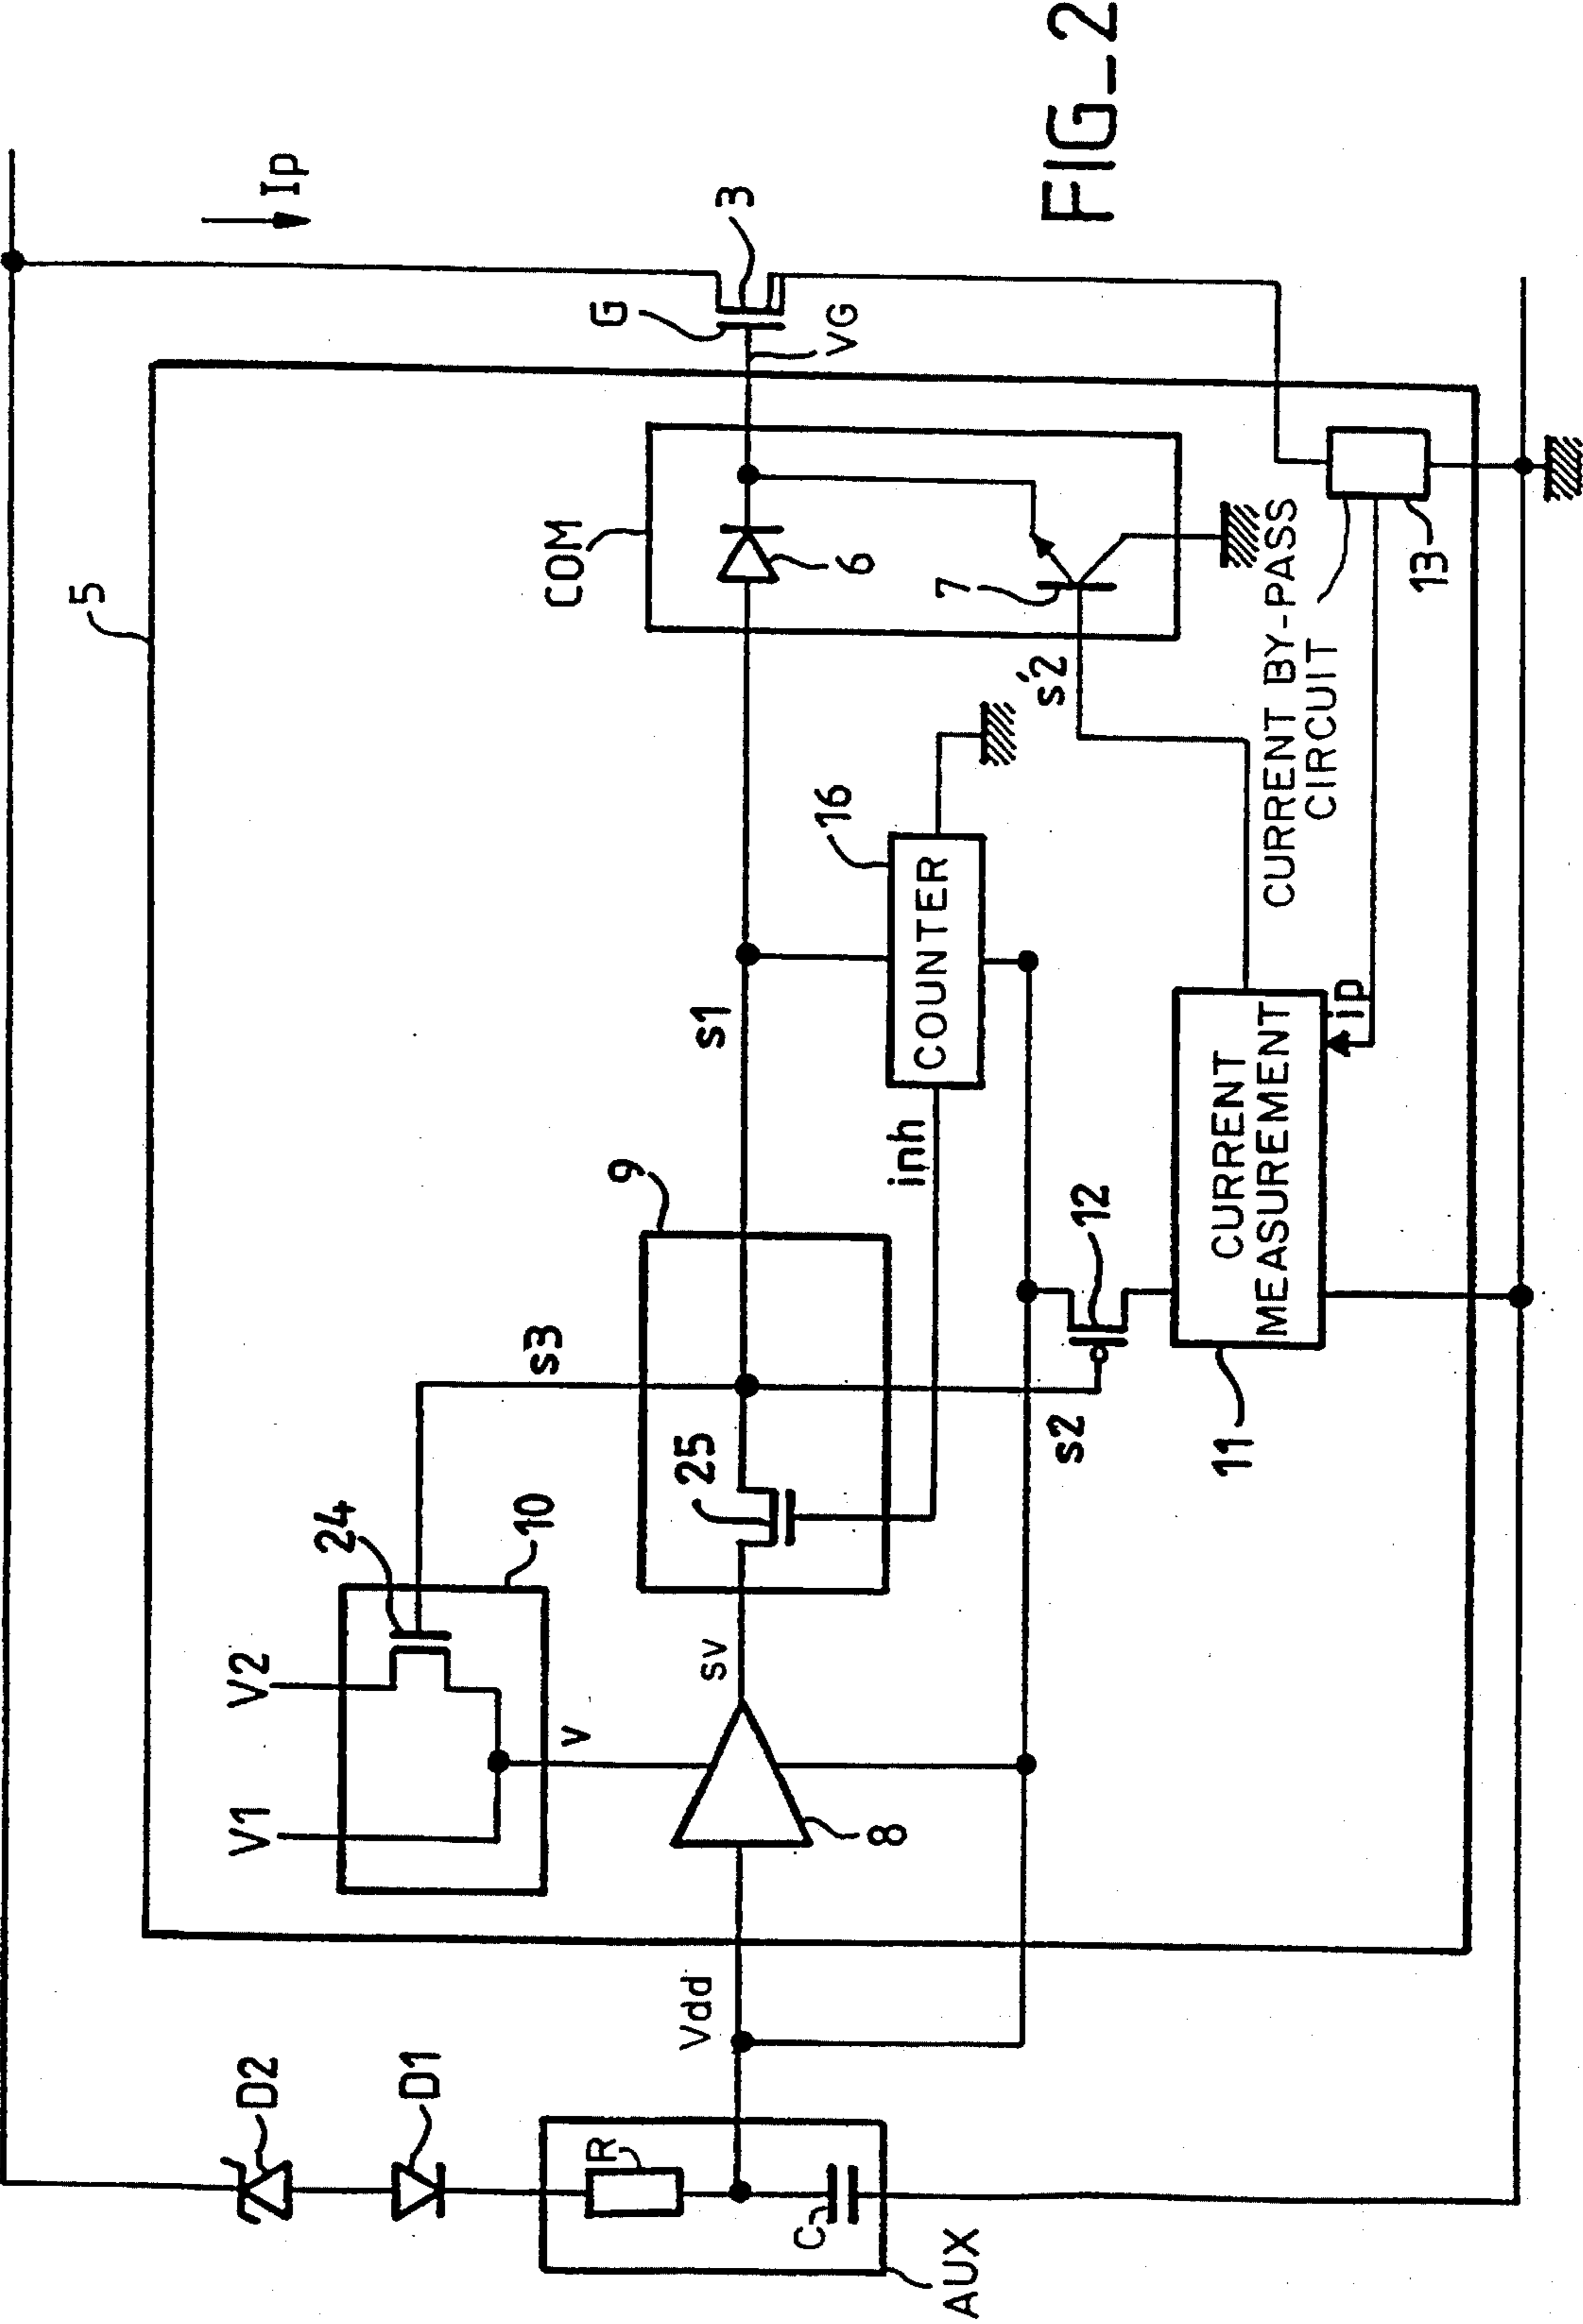 Ip
3
G
VG
5
COM
6
7
s'2
CURRENT BY-PASS
CIRCUIT
13
16
COUNTER
s1
inh
ip
CURRENT
MEASUREMENT
11
12
s2
9
s3
25
24
10
V2
V1
v
sv
8
Vdd
D2
D1
R
C
AUX
FIG_2